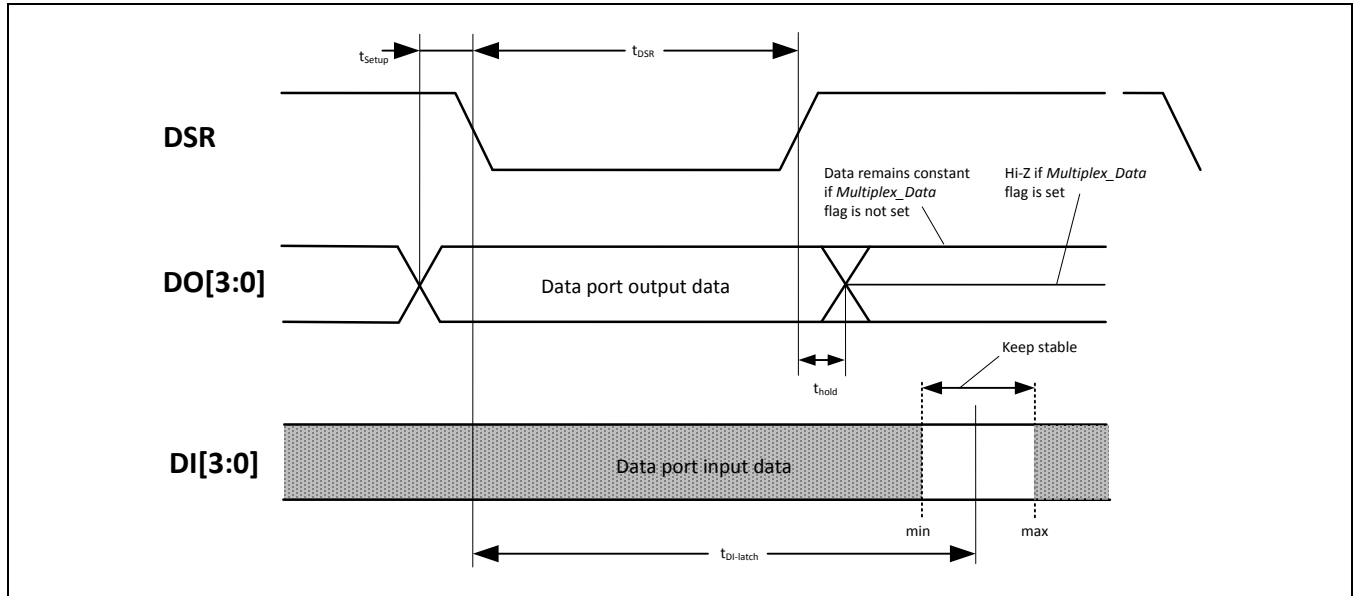 tSetup
tDSR
DSR
Data remains constant
if Multiplex_Data
flag is not set
Hi-Z if Multiplex_Data
flag is set
DO[3:0]
Data port output data
Keep stable
thold
DI[3:0]
Data port input data
min
max
tDI-latch